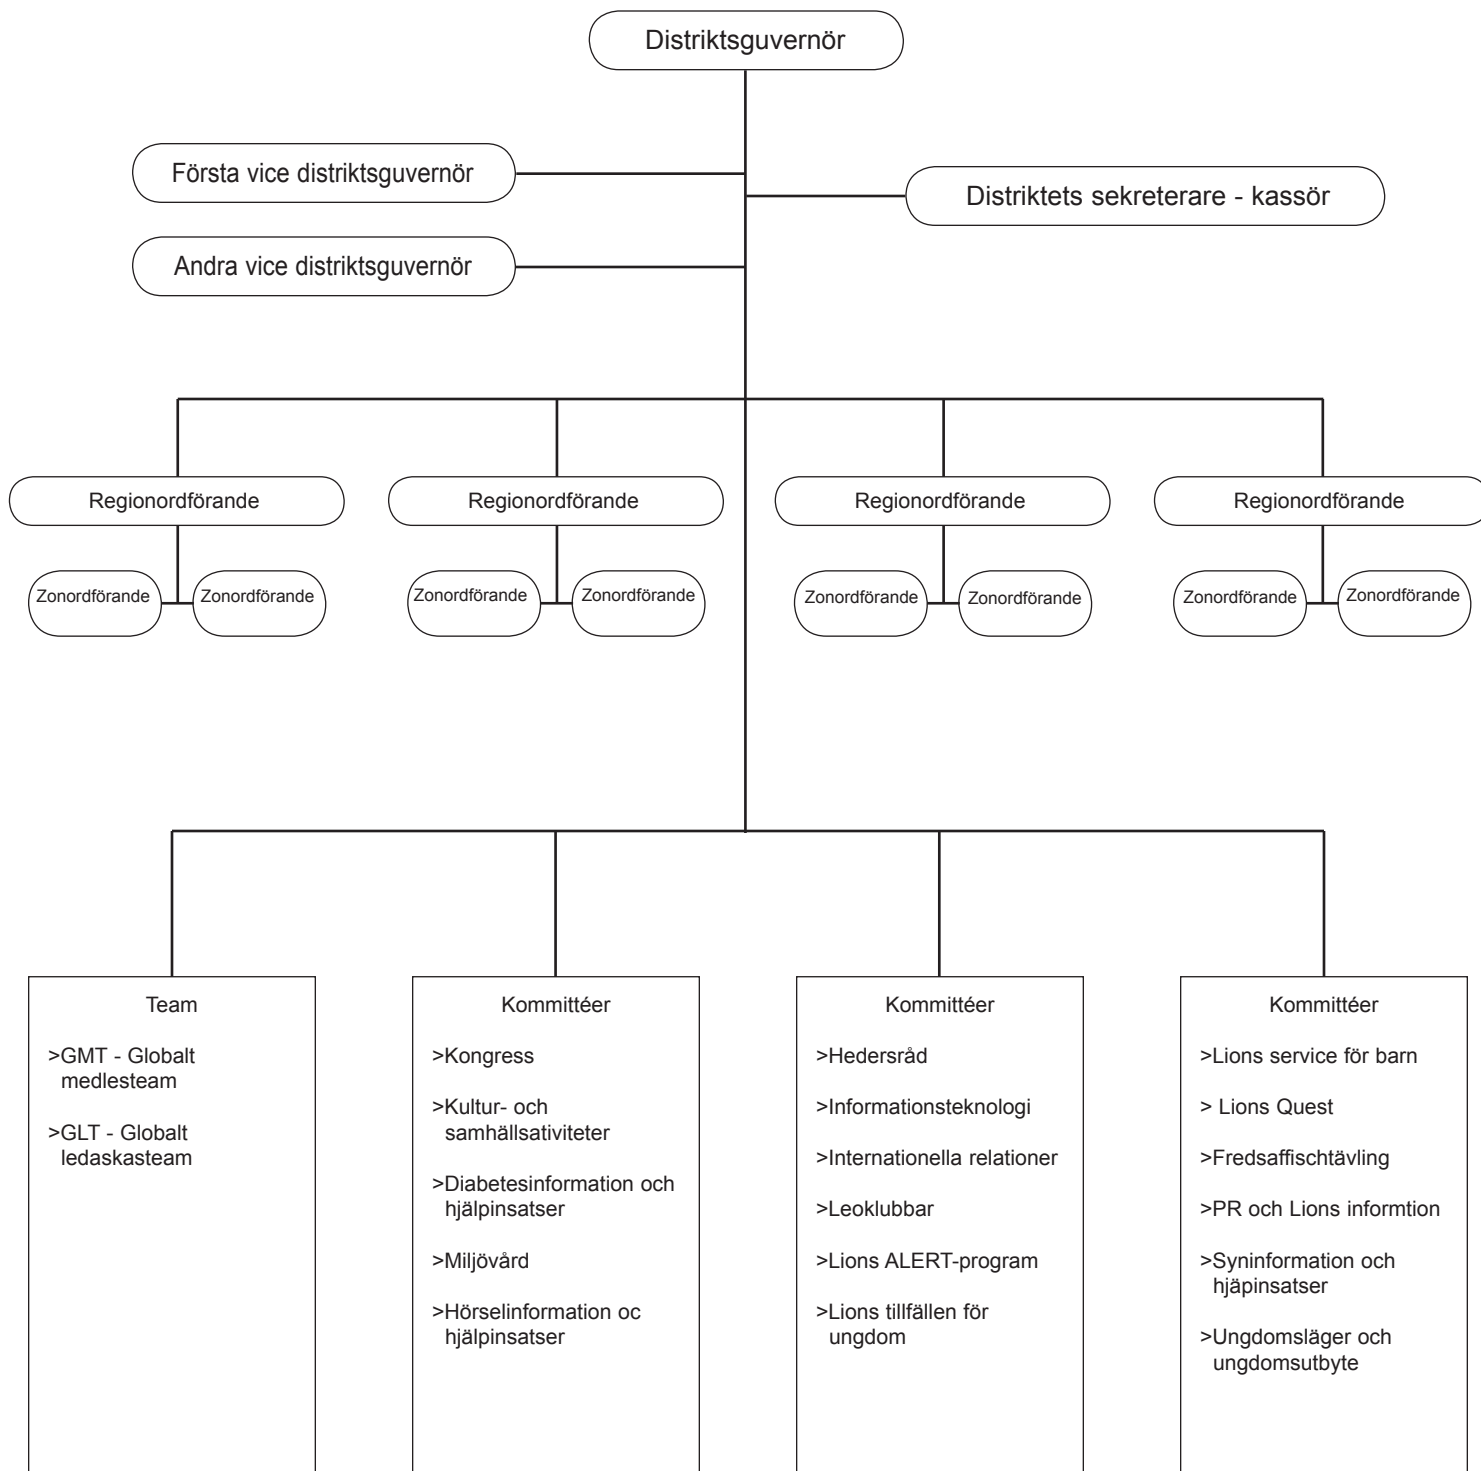 Distriktsguvernör
Första vice distriktsguvernör
Distriktets sekreterare - kassör
Andra vice distriktsguvernör
Regionordförande
Regionordförande
Regionordförande
Regionordförande
Zonordförande
Zonordförande
Zonordförande
Zonordförande
Zonordförande
Zonordförande
Zonordförande
Zonordförande
Team
>GMT - Globalt
medlesteam
>GLT - Globalt
ledaskasteam
Kommittéer
>Kongress
>Kultur- och
samhällsativiteter
>Diabetesinformation och
hjälpinsatser
>Miljövård
>Hörselinformation oc
hjälpinsatser
Kommittéer
>Hedersråd
>Informationsteknologi
>Internationella relationer
>Leoklubbar
>Lions ALERT-program
>Lions tillfällen för
ungdom
Kommittéer
>Lions service för barn
> Lions Quest
>Fredsaffischtävling
>PR och Lions informtion
>Syninformation och
hjäpinsatser
>Ungdomsläger och
ungdomsutbyte